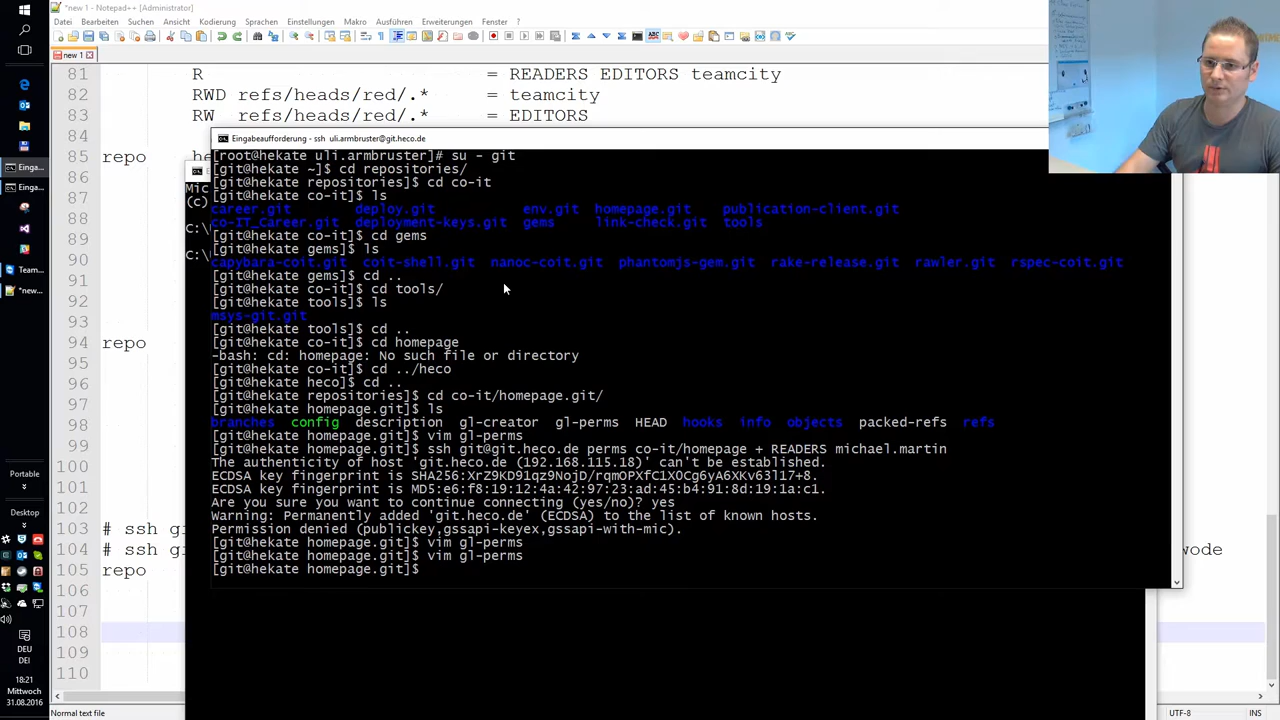 *new 1 - Notepad++ [Administrator]
Datei Bearbeiten Suchen Ansicht Kodierung Sprachen Einstellungen Makro Ausführen Erweiterungen Fenster ?
new 1
81 R = READERS EDITORS teamcity
82 RWD refs/heads/red/.* = teamcity
83 RW refs/heads/red/.* = EDITORS
84
85 repo he
86
87
88
89
90
91
92
93
94 repo
95
96
97
98
99
100
101
102
103 # ssh gi
104 # ssh gi wode
105 repo
106
107
108
109
110
Mic
(c)
C:\
C:\
Eingabeaufforderung - ssh uli.armbruster@git.heco.de
[root@hekate uli.armbruster]# su - git
[git@hekate ~]$ cd repositories/
[git@hekate repositories]$ cd co-it
[git@hekate co-it]$ ls
career.git deploy.git env.git homepage.git publication-client.git
co-IT_Career.git deployment-keys.git gems link-check.git tools
[git@hekate co-it]$ cd gems
[git@hekate gems]$ ls
capybara-coit.git coit-shell.git nanoc-coit.git phantomjs-gem.git rake-release.git rawler.git rspec-coit.git
[git@hekate gems]$ cd ..
[git@hekate co-it]$ cd tools/
[git@hekate tools]$ ls
msys-git.git
[git@hekate tools]$ cd ..
[git@hekate co-it]$ cd homepage
-bash: cd: homepage: No such file or directory
[git@hekate co-it]$ cd ../heco
[git@hekate heco]$ cd ..
[git@hekate repositories]$ cd co-it/homepage.git/
[git@hekate homepage.git]$ ls
branches config description gl-creator gl-perms HEAD hooks info objects packed-refs refs
[git@hekate homepage.git]$ vim gl-perms
[git@hekate homepage.git]$ ssh git@git.heco.de perms co-it/homepage + READERS michael.martin
The authenticity of host 'git.heco.de (192.168.115.18)' can't be established.
ECDSA key fingerprint is SHA256:XrZ9KD91qz9NojD/rqmOPXfC1XOCg6yA6XKv63l17+8.
ECDSA key fingerprint is MD5:e6:f8:19:12:4a:42:97:23:ad:45:b4:91:8d:19:1a:c1.
Are you sure you want to continue connecting (yes/no)? yes
Warning: Permanently added 'git.heco.de' (ECDSA) to the list of known hosts.
Permission denied (publickey,gssapi-keyex,gssapi-with-mic).
[git@hekate homepage.git]$ vim gl-perms
[git@hekate homepage.git]$ vim gl-perms
[git@hekate homepage.git]$
Einga...
Einga...
Team...
*new...
Portable
Desktop
DEU
DEI
18:21
Mittwoch
31.08.2016
Normal text file UTF-8 INS